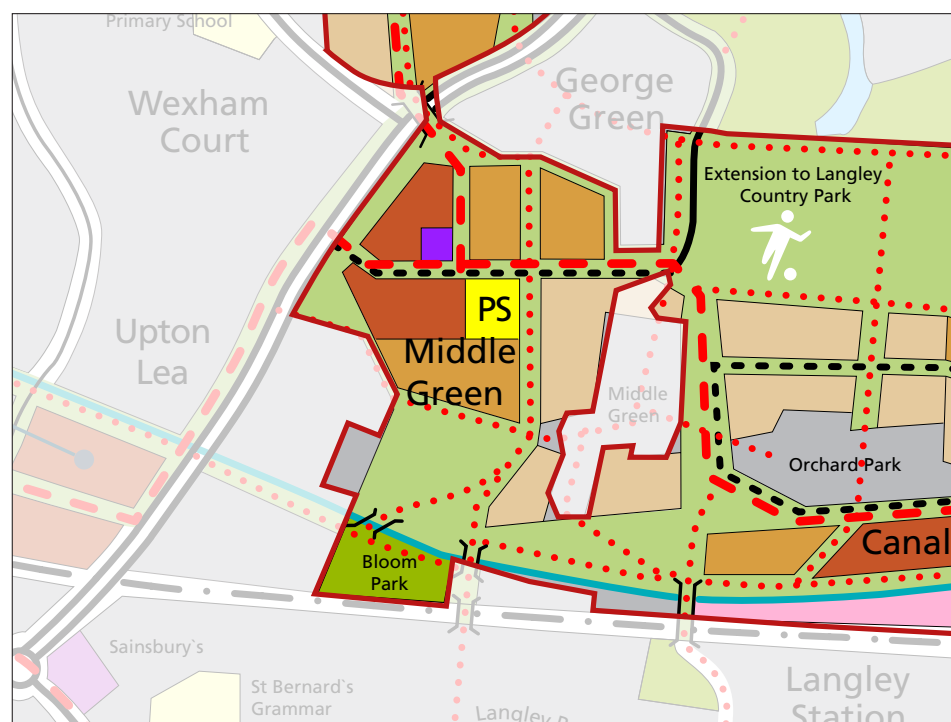 Primary School
Wexham
Court
George
Green
Extension to Langley
Country Park
Upton
Lea
PS
Middle
Green
Middle
Green
Orchard Park
Canal
Bloom
Park
Sainsbury`s
St Bernard`s
Grammar
Langley
Station
Langley